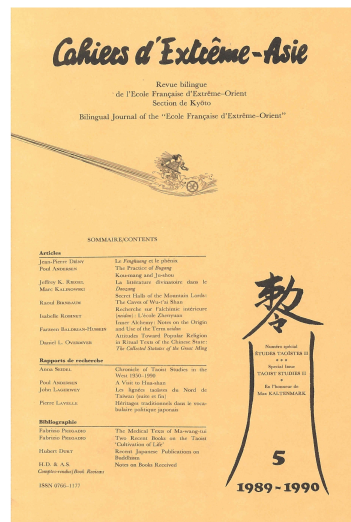 Cahiers d'Extrême-Asie
Revue bilingue
de l'Ecole Française d'Extrême-Orient
Section de Kyōto
Bilingual Journal of the "Ecole Française d'Extrême-Orient"
SOMMAIRE/CONTENTS
Articles
Jean-Pierre DIÉNY Le Fenghuang et le phénix
Poul ANDERSEN The Practice of Bugang
Kou-mang and Ju-shou
Jeffrey K. RIEGEL La littérature divinatoire dans le
Marc KALINOWSKI Daozang
Secret Halls of the Mountain Lords:
Raoul BIRNBAUM The Caves of Wu-t'ai Shan
Recherche sur l'alchimie intérieure
Isabelle ROBINET (neidan) : L'école Zhenyuan
Inner Alchemy: Notes on the Origin
Farzeen BALDRIAN-HUSSEIN and Use of the Term neidan
Attitudes Toward Popular Religion
Daniel L. OVERMYER in Ritual Texts of the Chinese State:
The Collected Statutes of the Great Ming
Rapports de recherche
Anna SEIDEL Chronicle of Taoist Studies in the
West 1950-1990
Poul ANDERSEN A Visit to Hua-shan
John LAGERWEY Les lignées taoïstes du Nord de
Taiwan (suite et fin)
Pierre LAVELLE Héritages traditionnels dans le voca-
bulaire politique japonais
Bibliographie
Fabrizio PREGADIO The Medical Texts of Ma-wang-tui
Fabrizio PREGADIO Two Recent Books on the Taoist
'Cultivation of Life'
Hubert DURT Recent Japanese Publications on
Buddhism
H.D. & A.S. Notes on Books Received
Comptes-rendus/Book Reviews
ISSN 0766-1177
Numéro spécial
ÉTUDES TAOÏSTES II
* * *
Special Issue
TAOIST STUDIES II
*
En l'honneur de
Max KALTENMARK
5
1989-1990